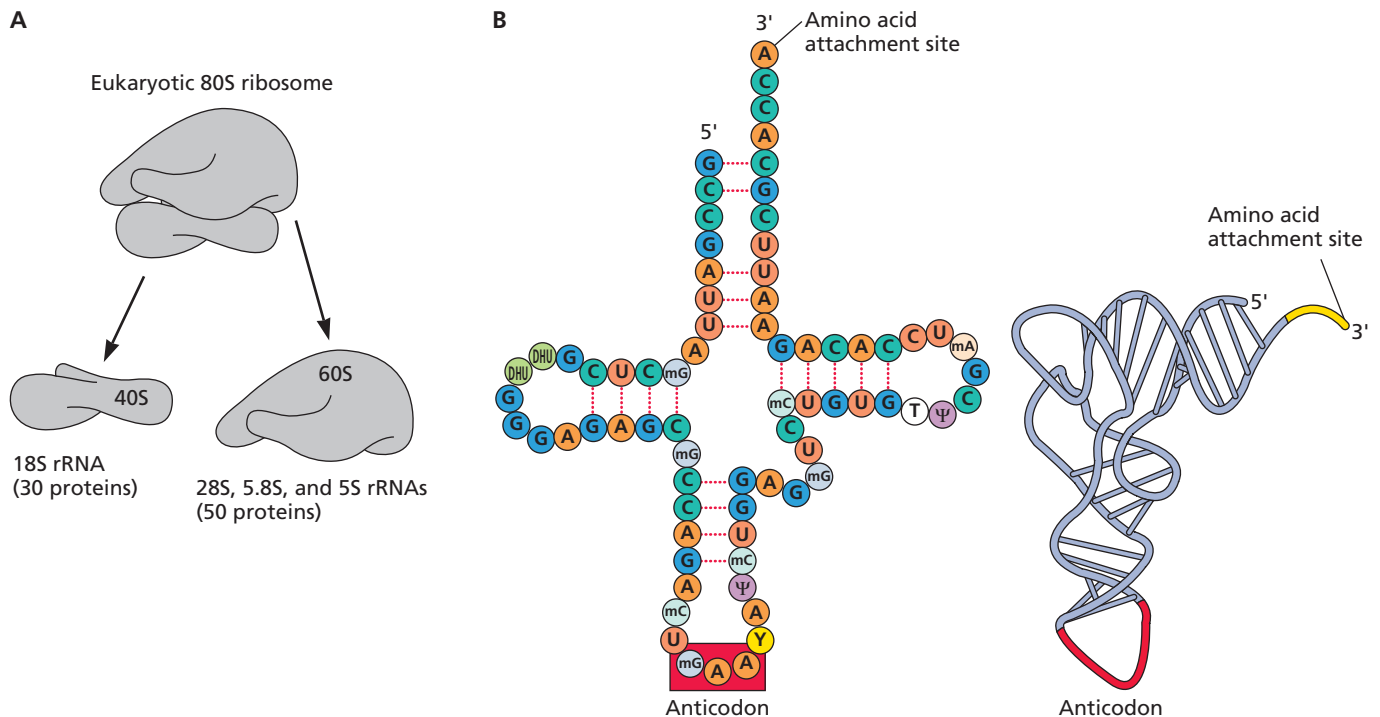 A
Eukaryotic 80S ribosome
40S
60S
18S rRNA
(30 proteins)
28S, 5.8S, and 5S rRNAs
(50 proteins)
B
3'
Amino acid
attachment site
A
C
C
A
5'
G C
C G
C C
G U
A U
U A
U A
A
G A C A C C U mA
G
C
mC U G U G T Ψ
DHU DHU G C U C mG
G
G
G A G A G C
C
U
mG
G
A
mG
C G
C G
A U
G mC
A Ψ
mC A
U Y
mG A A
Anticodon
Amino acid
attachment site
5'
3'
Anticodon